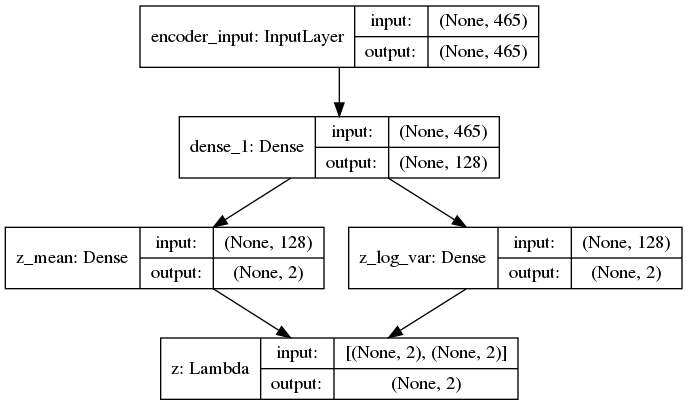 encoder_input: InputLayer
input: (None, 465)
output: (None, 465)
dense_1: Dense
input: (None, 465)
output: (None, 128)
z_mean: Dense
input: (None, 128)
output: (None, 2)
z_log_var: Dense
input: (None, 128)
output: (None, 2)
z: Lambda
input: [(None, 2), (None, 2)]
output: (None, 2)